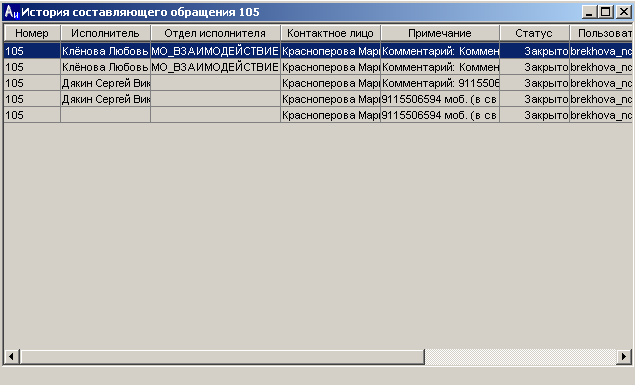 История составляющего обращения 105
Номер Исполнитель Отдел исполнителя Контактное лицо Примечание Статус Пользоват
105 Клёнова Любовь МО_ВЗАИМОДЕЙСТВИЕ Красноперова Мари Комментарий: Коммен Закрыто brekhova_nc
105 Клёнова Любовь МО_ВЗАИМОДЕЙСТВИЕ Красноперова Мари Комментарий: Коммен Закрыто brekhova_nc
105 Дякин Сергей Вик Красноперова Мари Комментарий: 9115506 Закрыто brekhova_nc
105 Дякин Сергей Вик Красноперова Мари 9115506594 моб. (в св Закрыто brekhova_nc
105 Красноперова Мари 9115506594 моб. (в св Закрыто brekhova_nc